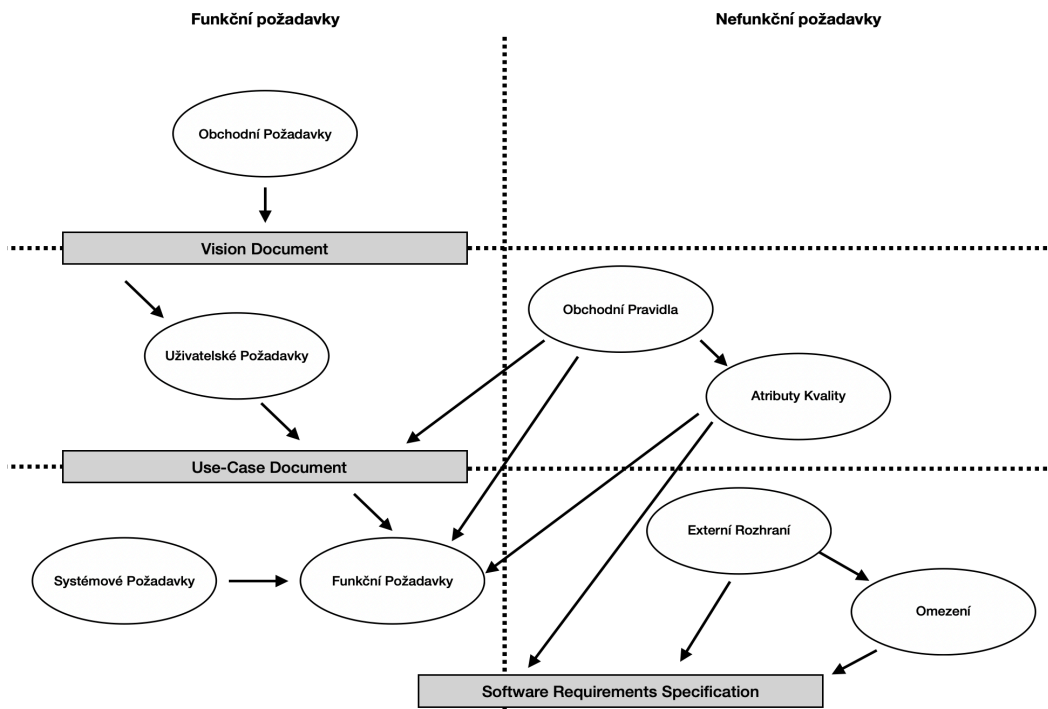 Funkční požadavky
Nefunkční požadavky
Obchodní Požadavky
Vision Document
Obchodní Pravidla
Uživatelské Požadavky
Atributy Kvality
Use-Case Document
Externí Rozhraní
Systémové Požadavky
Funkční Požadavky
Omezení
Software Requirements Specification